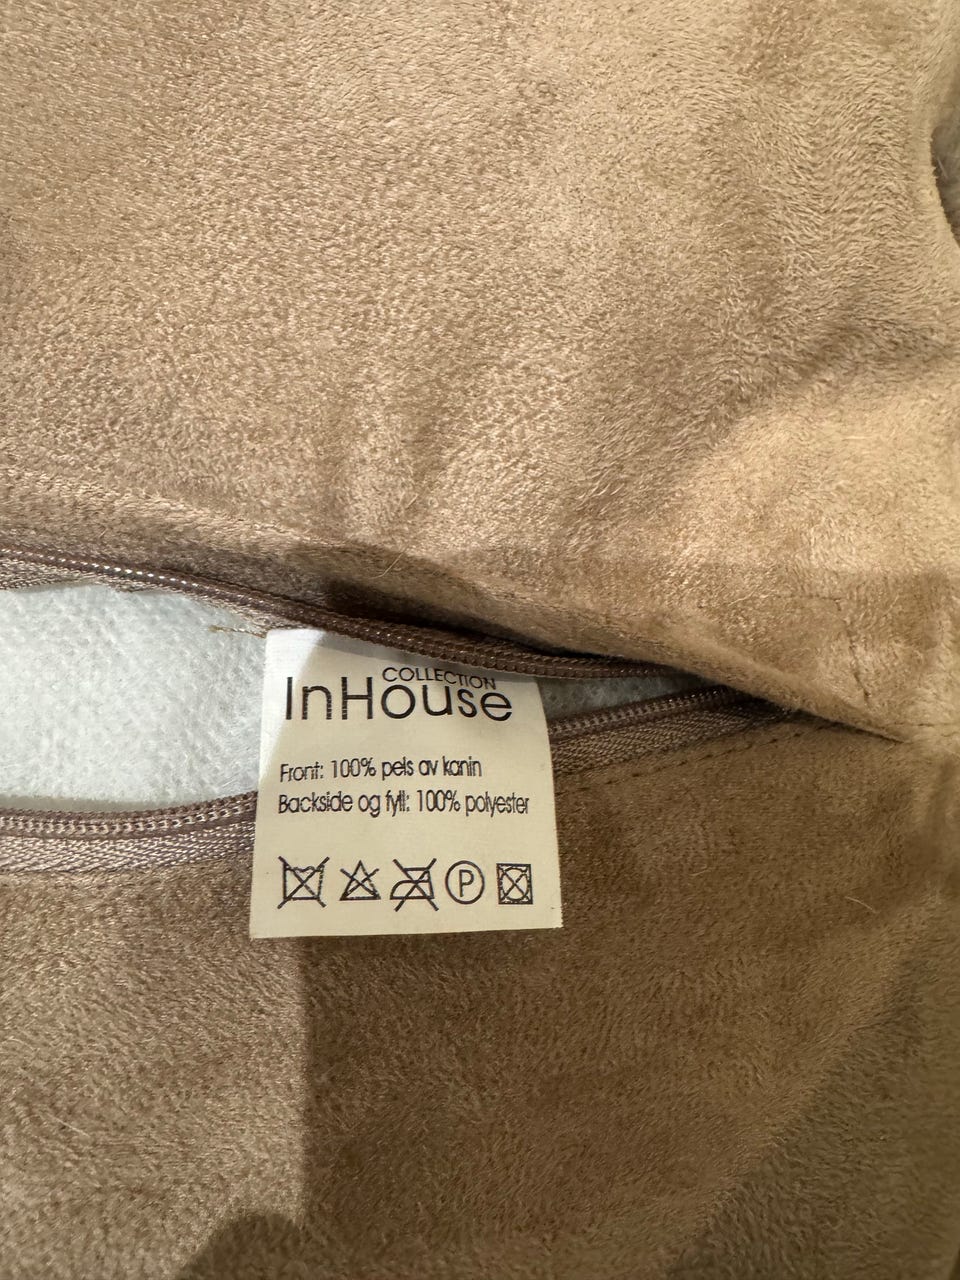 COLLECTION
InHouse
Front: 100% pels av kanin
Backside og fyll: 100% polyester
P